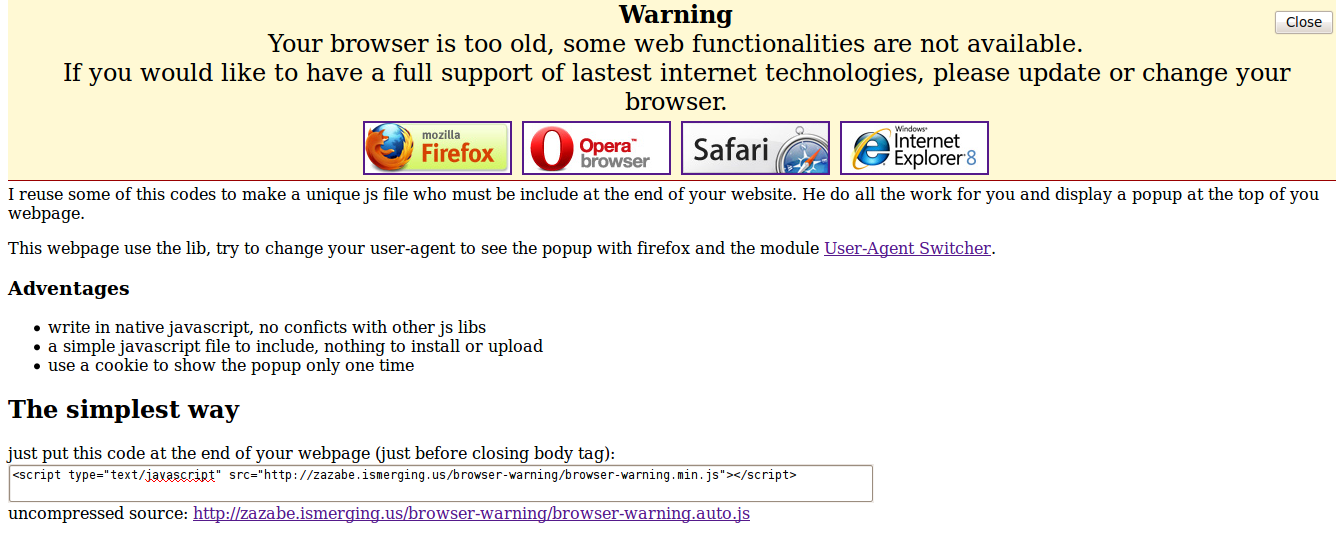 Warning
Close
Your browser is too old, some web functionalities are not available.
If you would like to have a full support of lastest internet technologies, please update or change your
browser.
mozilla
Firefox
Opera™
browser
Safari
Windows®
Internet
Explorer 8
I reuse some of this codes to make a unique js file who must be include at the end of your website. He do all the work for you and display a popup at the top of you
webpage.
This webpage use the lib, try to change your user-agent to see the popup with firefox and the module User-Agent Switcher.
Adventages
• write in native javascript, no conficts with other js libs
• a simple javascript file to include, nothing to install or upload
• use a cookie to show the popup only one time
The simplest way
just put this code at the end of your webpage (just before closing body tag):
<script type="text/javascript" src="http://zazabe.ismerging.us/browser-warning/browser-warning.min.js"></script>
uncompressed source: http://zazabe.ismerging.us/browser-warning/browser-warning.auto.js